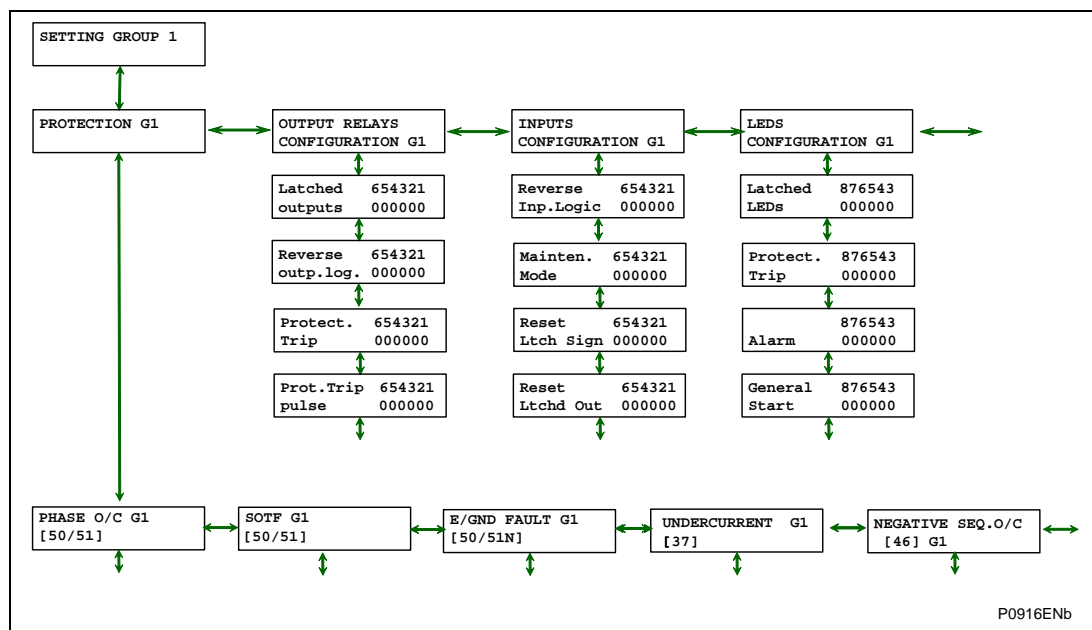 SETTING GROUP 1
PROTECTION G1
OUTPUT RELAYS
CONFIGURATION G1
INPUTS
CONFIGURATION G1
LEDS
CONFIGURATION G1
Latched 654321
outputs 000000
Reverse 654321
Inp.Logic 000000
Latched 876543
LEDs 000000
Reverse 654321
outp.log. 000000
Mainten. 654321
Mode 000000
Protect. 876543
Trip 000000
Protect. 654321
Trip 000000
Reset 654321
Ltch Sign 000000
876543
Alarm 000000
Prot.Trip 654321
pulse 000000
Reset 654321
Ltchd Out 000000
General 876543
Start 000000
PHASE O/C G1
[50/51]
SOTF G1
[50/51]
E/GND FAULT G1
[50/51N]
UNDERCURRENT G1
[37]
NEGATIVE SEQ.O/C
[46] G1
P0916ENb